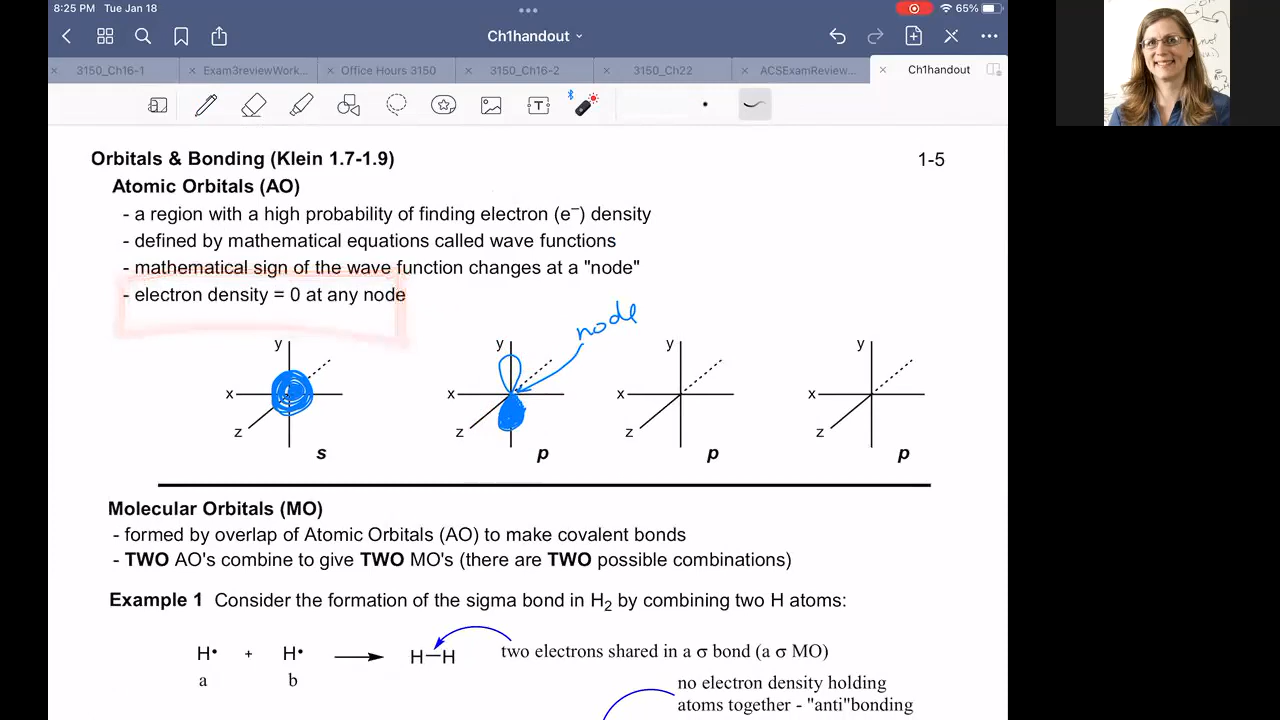 8:25 PM Tue Jan 18
65%
Ch1handout
3150_Ch16-1
Exam3reviewWork...
Office Hours 3150
3150_Ch16-2
3150_Ch22
ACSExamReview...
Ch1handout
T
Orbitals & Bonding (Klein 1.7-1.9)
1-5
Atomic Orbitals (AO)
- a region with a high probability of finding electron (e⁻) density
- defined by mathematical equations called wave functions
- mathematical sign of the wave function changes at a "node"
- electron density = 0 at any node
node
y
y
y
y
x
x
x
x
z
z
z
z
s
p
p
p
Molecular Orbitals (MO)
- formed by overlap of Atomic Orbitals (AO) to make covalent bonds
- TWO AO's combine to give TWO MO's (there are TWO possible combinations)
Example 1 Consider the formation of the sigma bond in H₂ by combining two H atoms:
H• + H• H–H two electrons shared in a σ bond (a σ MO)
a b
no electron density holding
atoms together - "anti"bonding